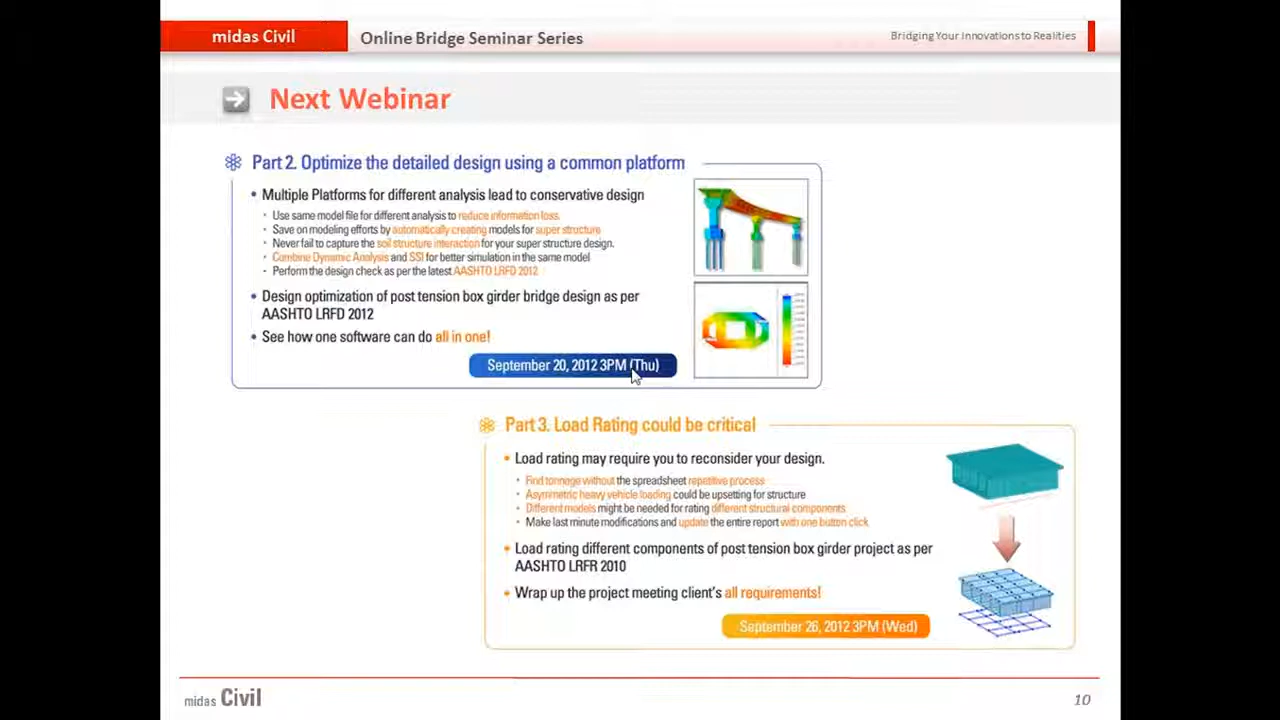 midas Civil
Online Bridge Seminar Series
Bridging Your Innovations to Realities
Next Webinar
Part 2. Optimize the detailed design using a common platform
• Multiple Platforms for different analysis lead to conservative design
• Use same model file for different analysis to reduce information loss.
• Save on modeling efforts by automatically creating models for super structure
• Never fail to capture the soil structure interaction for your super structure design.
• Combine Dynamic Analysis and SSI for better simulation in the same model
• Perform the design check as per the latest AASHTO LRFD 2012
• Design optimization of post tension box girder bridge design as per
AASHTO LRFD 2012
• See how one software can do all in one!
September 20, 2012 3PM (Thu)
Part 3. Load Rating could be critical
• Load rating may require you to reconsider your design.
• Find tonnege without the spreadsheet repetitive process
• Asymmetric heavy vehicle loading could be upsetting for structure
• Different models might be needed for rating different structural components
• Make last minute modifications and update the entire report with one button click
• Load rating different components of post tension box girder project as per
AASHTO LRFR 2010
• Wrap up the project meeting client's all requirements!
September 26, 2012 3PM (Wed)
midas Civil
10